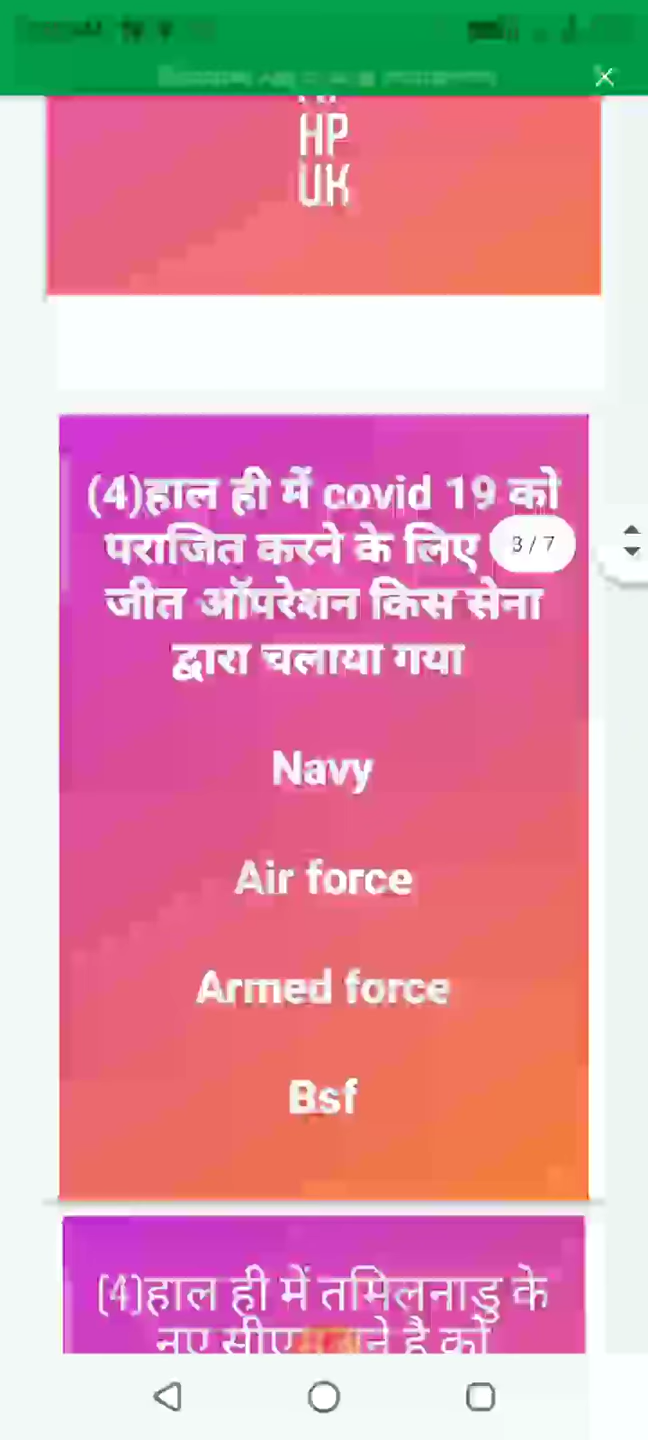 HP
UK
(4)हाल ही में covid 19 को
पराजित करने के लिए
3 / 7
जीत ऑपरेशन किस सेना
द्वारा चलाया गया
Navy
Air force
Armed force
Bsf
(4)हाल ही में तमिलनाडु के
नए है को